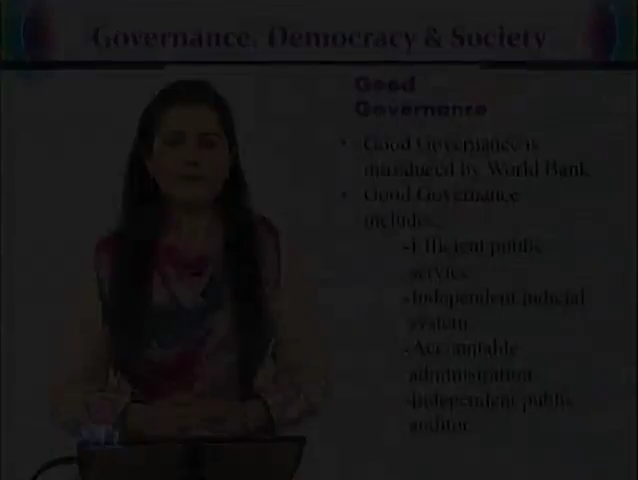 Governance, Democracy & Society
Good
Governance
• Good Governance is
introduced by World Bank
• Good Governance
includes:
-Efficient public
service
-Independent judicial
system
-Accountable
administration
-Independent public
auditor